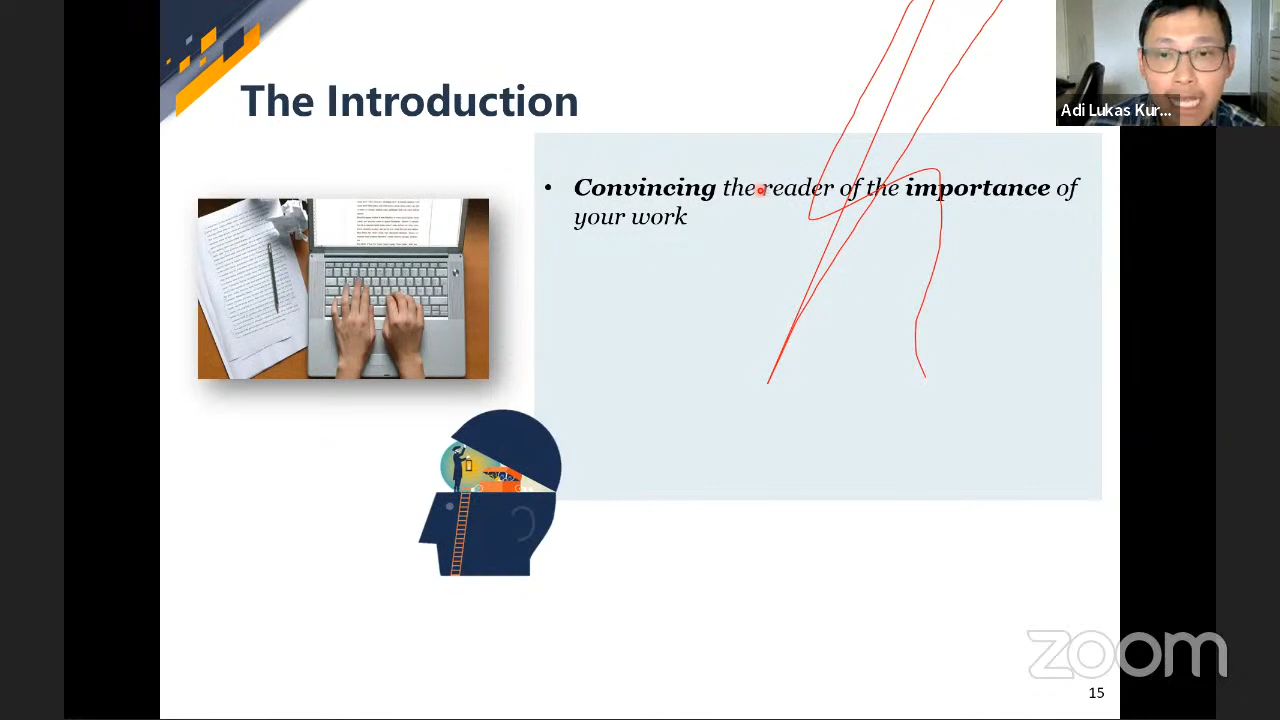 The Introduction
Adi Lukas Kur...
• Convincing the reader of the importance of
your work
zoom
15